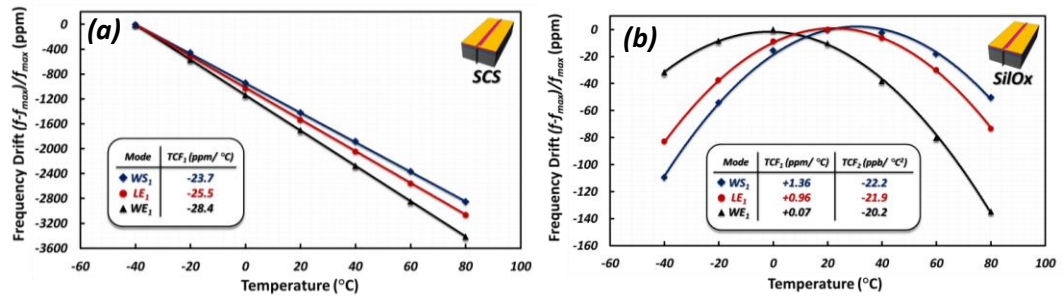 (a)
SCS
Frequency Drift (f-fmax)/fmax (ppm)
0
-400
-800
-1200
-1600
-2000
-2400
-2800
-3200
-3600
Mode TCF1 (ppm/ °C)
WS1 -23.7
LE1 -25.5
WE1 -28.4
-60 -40 -20 0 20 40 60 80 100
Temperature (°C)
(b)
SilOx
Frequency Drift (f-fmax)/fmax (ppm)
20
0
-20
-40
-60
-80
-100
-120
-140
-160
Mode TCF1 (ppm/ °C) TCF2 (ppb/ °C²)
WS1 +1.36 -22.2
LE1 +0.96 -21.9
WE1 +0.07 -20.2
-60 -40 -20 0 20 40 60 80 100
Temperature (°C)